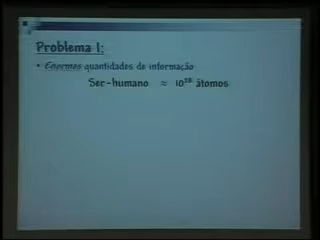 Problema 1:
• Enormes quantidades de informação
Ser-humano ≈ 10²⁸ átomos